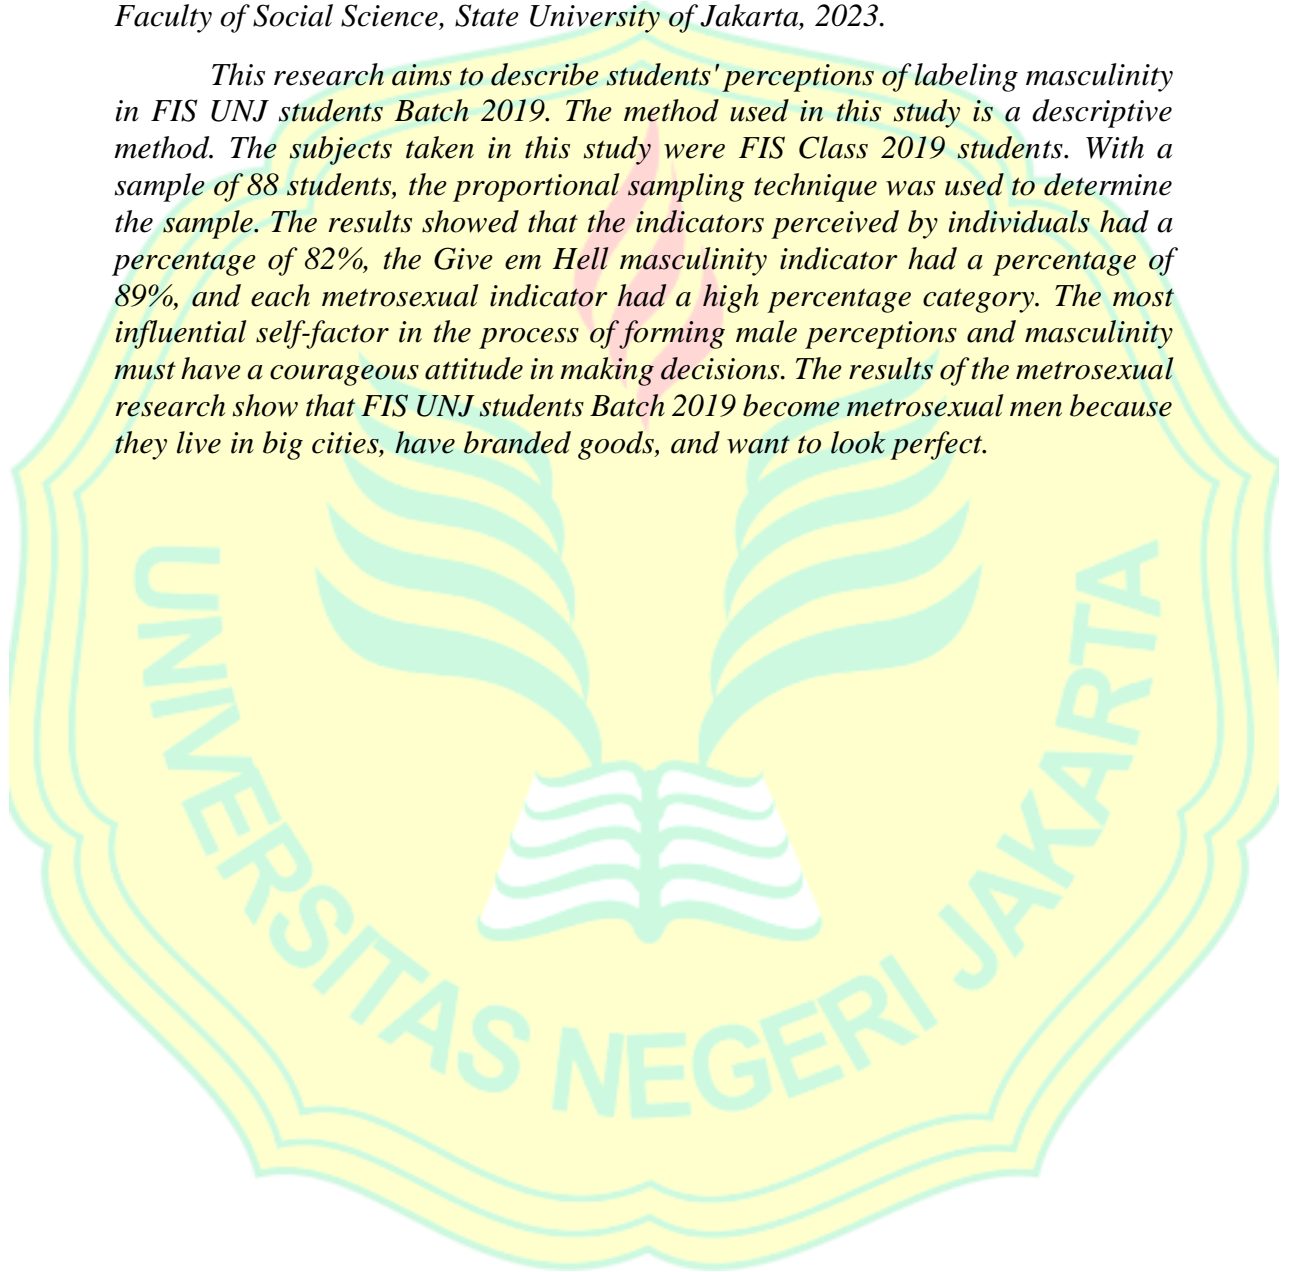 Faculty of Social Science, State University of Jakarta, 2023.
This research aims to describe students' perceptions of labeling masculinity
in FIS UNJ students Batch 2019. The method used in this study is a descriptive
method. The subjects taken in this study were FIS Class 2019 students. With a
sample of 88 students, the proportional sampling technique was used to determine
the sample. The results showed that the indicators perceived by individuals had a
percentage of 82%, the Give em Hell masculinity indicator had a percentage of
89%, and each metrosexual indicator had a high percentage category. The most
influential self-factor in the process of forming male perceptions and masculinity
must have a courageous attitude in making decisions. The results of the metrosexual
research show that FIS UNJ students Batch 2019 become metrosexual men because
they live in big cities, have branded goods, and want to look perfect.
UNIVERSITAS NEGERI JAKARTA